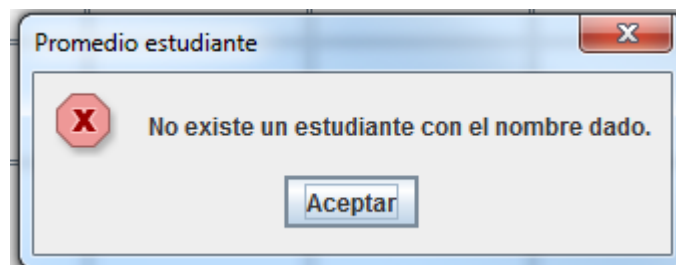 Promedio estudiante
No existe un estudiante con el nombre dado.
Aceptar